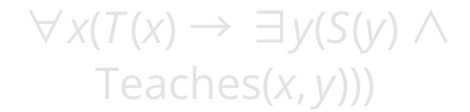 ∀x(T(x) → ∃y(S(y) ∧
Teaches(x, y)))